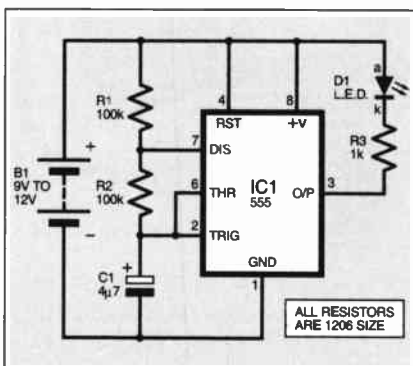 R1
100k
4
RST
8
+V
a
D1
L.E.D.
k
7
DIS
R3
1k
B1
9V TO
12V
+
−
R2
100k
6
THR
IC1
555
O/P
3
2
TRIG
+
C1
4µ7
GND
1
ALL RESISTORS
ARE 1206 SIZE